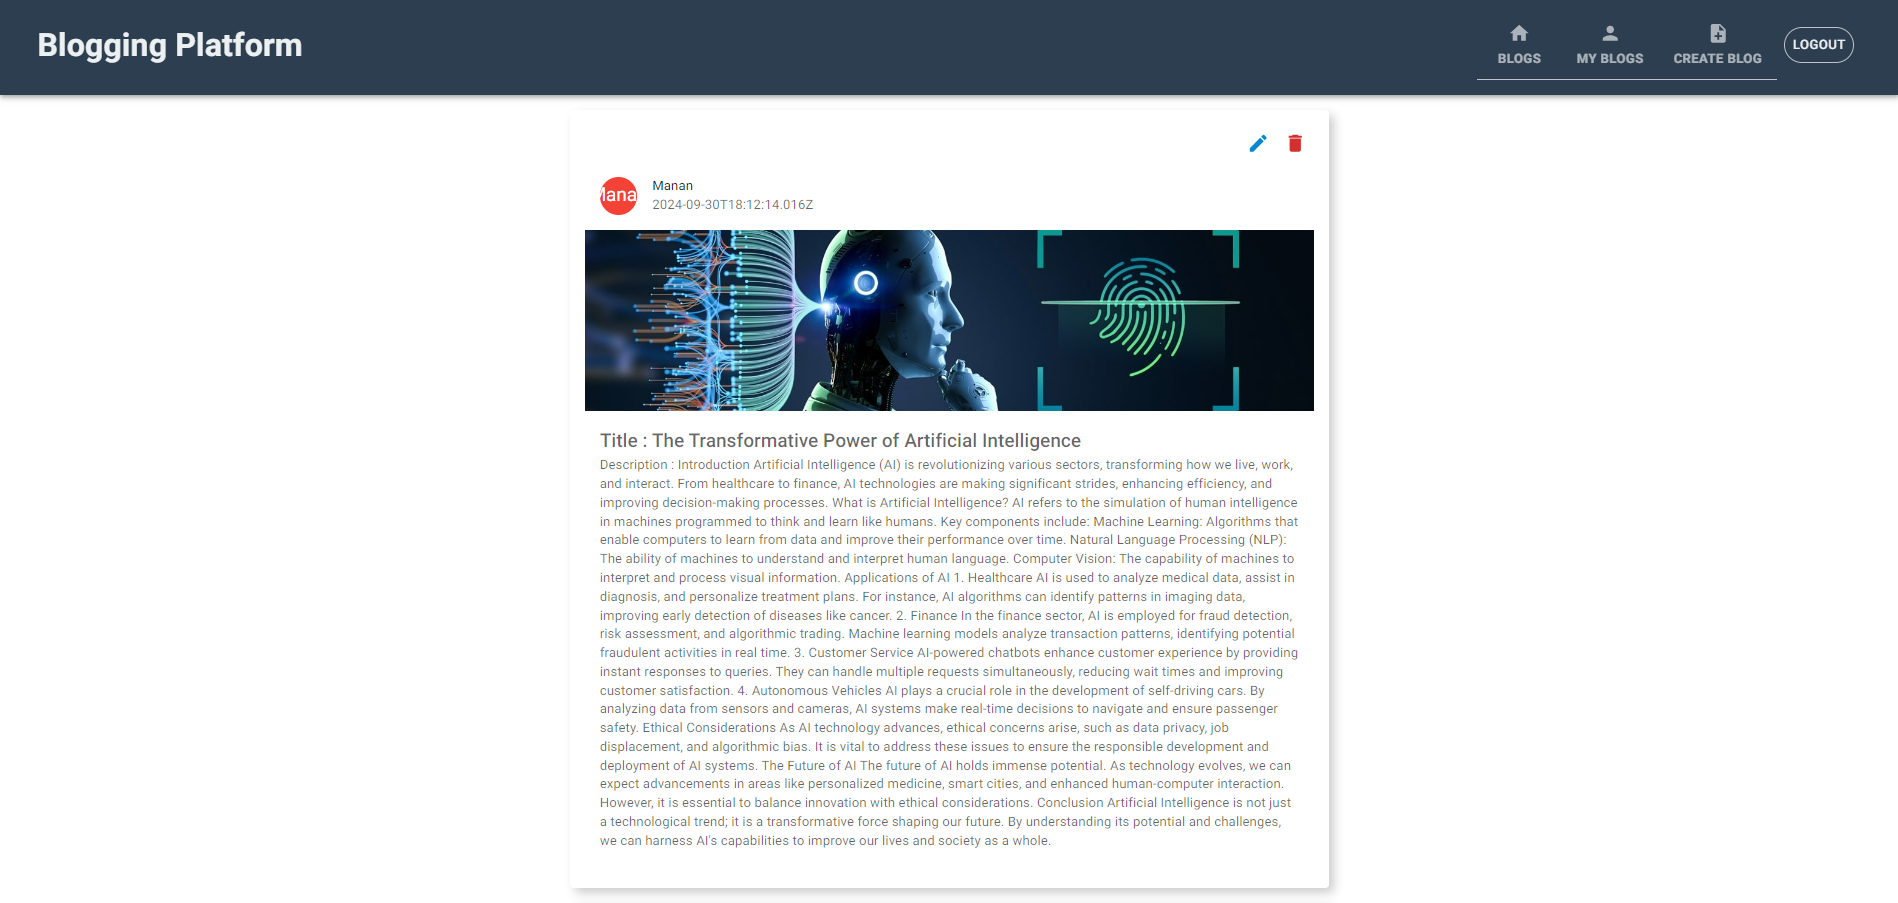 Blogging Platform
BLOGS
MY BLOGS
CREATE BLOG
LOGOUT
Mana
Manan
2024-09-30T18:12:14.016Z
Title : The Transformative Power of Artificial Intelligence
Description : Introduction Artificial Intelligence (AI) is revolutionizing various sectors, transforming how we live, work,
and interact. From healthcare to finance, AI technologies are making significant strides, enhancing efficiency, and
improving decision-making processes. What is Artificial Intelligence? AI refers to the simulation of human intelligence
in machines programmed to think and learn like humans. Key components include: Machine Learning: Algorithms that
enable computers to learn from data and improve their performance over time. Natural Language Processing (NLP):
The ability of machines to understand and interpret human language. Computer Vision: The capability of machines to
interpret and process visual information. Applications of AI 1. Healthcare AI is used to analyze medical data, assist in
diagnosis, and personalize treatment plans. For instance, AI algorithms can identify patterns in imaging data,
improving early detection of diseases like cancer. 2. Finance In the finance sector, AI is employed for fraud detection,
risk assessment, and algorithmic trading. Machine learning models analyze transaction patterns, identifying potential
fraudulent activities in real time. 3. Customer Service AI-powered chatbots enhance customer experience by providing
instant responses to queries. They can handle multiple requests simultaneously, reducing wait times and improving
customer satisfaction. 4. Autonomous Vehicles AI plays a crucial role in the development of self-driving cars. By
analyzing data from sensors and cameras, AI systems make real-time decisions to navigate and ensure passenger
safety. Ethical Considerations As AI technology advances, ethical concerns arise, such as data privacy, job
displacement, and algorithmic bias. It is vital to address these issues to ensure the responsible development and
deployment of AI systems. The Future of AI The future of AI holds immense potential. As technology evolves, we can
expect advancements in areas like personalized medicine, smart cities, and enhanced human-computer interaction.
However, it is essential to balance innovation with ethical considerations. Conclusion Artificial Intelligence is not just
a technological trend; it is a transformative force shaping our future. By understanding its potential and challenges,
we can harness AI's capabilities to improve our lives and society as a whole.